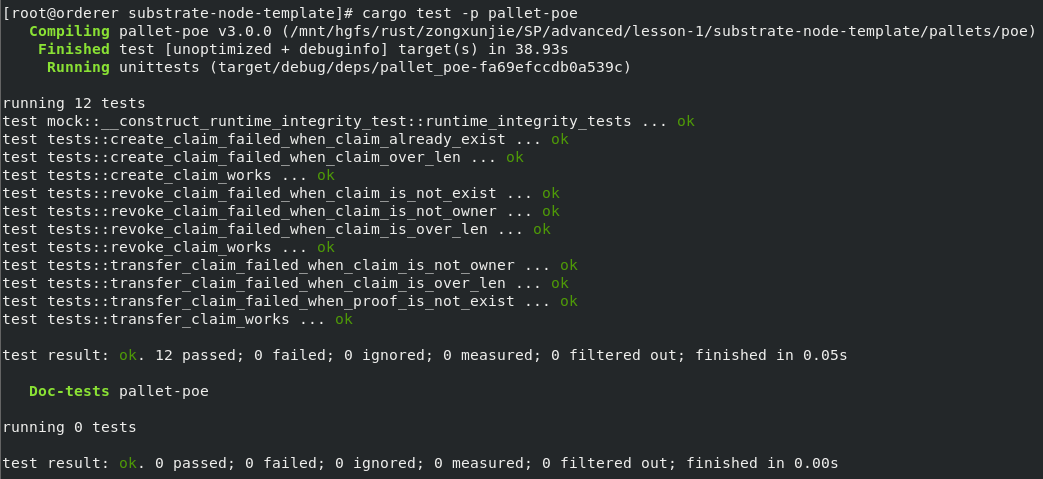 [root@orderer substrate-node-template]# cargo test -p pallet-poe
Compiling pallet-poe v3.0.0 (/mnt/hgfs/rust/zongxunjie/SP/advanced/lesson-1/substrate-node-template/pallets/poe)
Finished test [unoptimized + debuginfo] target(s) in 38.93s
Running unittests (target/debug/deps/pallet_poe-fa69efccdb0a539c)
running 12 tests
test mock::__construct_runtime_integrity_test::runtime_integrity_tests ... ok
test tests::create_claim_failed_when_claim_already_exist ... ok
test tests::create_claim_failed_when_claim_over_len ... ok
test tests::create_claim_works ... ok
test tests::revoke_claim_failed_when_claim_is_not_exist ... ok
test tests::revoke_claim_failed_when_claim_is_not_owner ... ok
test tests::revoke_claim_failed_when_claim_is_over_len ... ok
test tests::revoke_claim_works ... ok
test tests::transfer_claim_failed_when_claim_is_not_owner ... ok
test tests::transfer_claim_failed_when_claim_is_over_len ... ok
test tests::transfer_claim_failed_when_proof_is_not_exist ... ok
test tests::transfer_claim_works ... ok
test result: ok. 12 passed; 0 failed; 0 ignored; 0 measured; 0 filtered out; finished in 0.05s
Doc-tests pallet-poe
running 0 tests
test result: ok. 0 passed; 0 failed; 0 ignored; 0 measured; 0 filtered out; finished in 0.00s